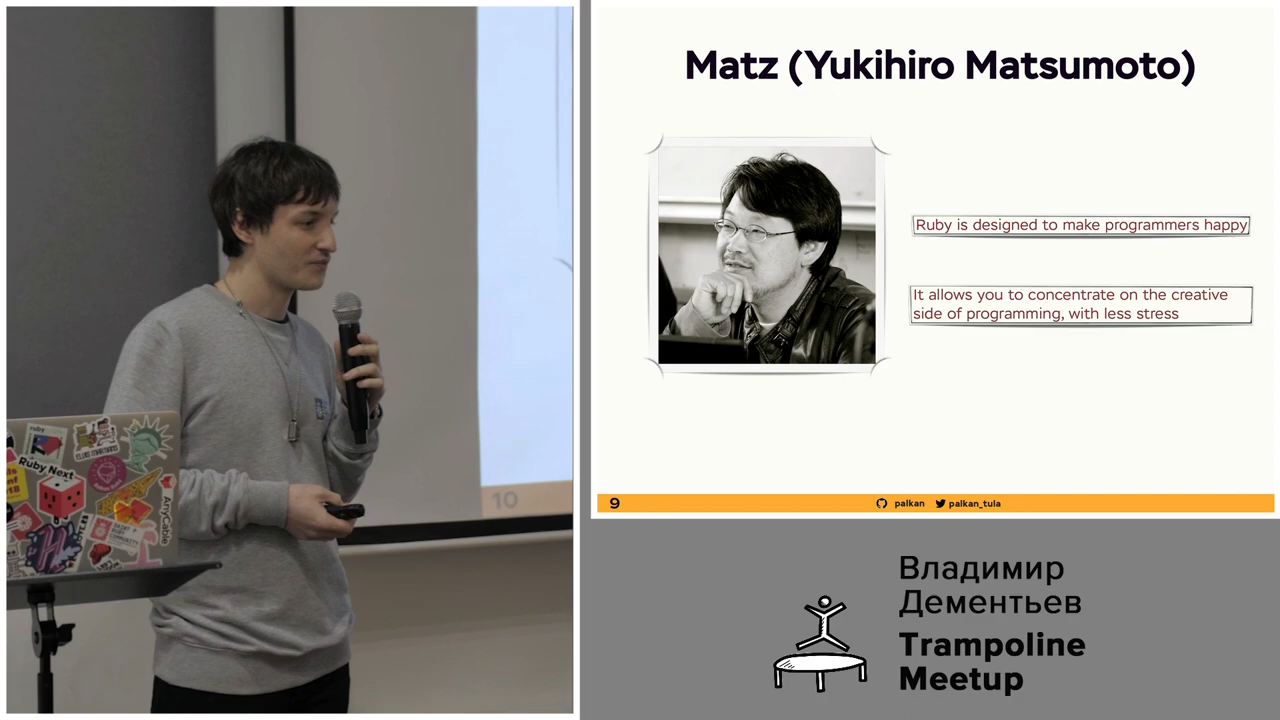 Matz (Yukihiro Matsumoto)
Ruby is designed to make programmers happy
It allows you to concentrate on the creative
side of programming, with less stress
9
palkan
palkan_tula
Владимир
Дементьев
Trampoline
Meetup
10
ruby
Ruby Next
AnyCable